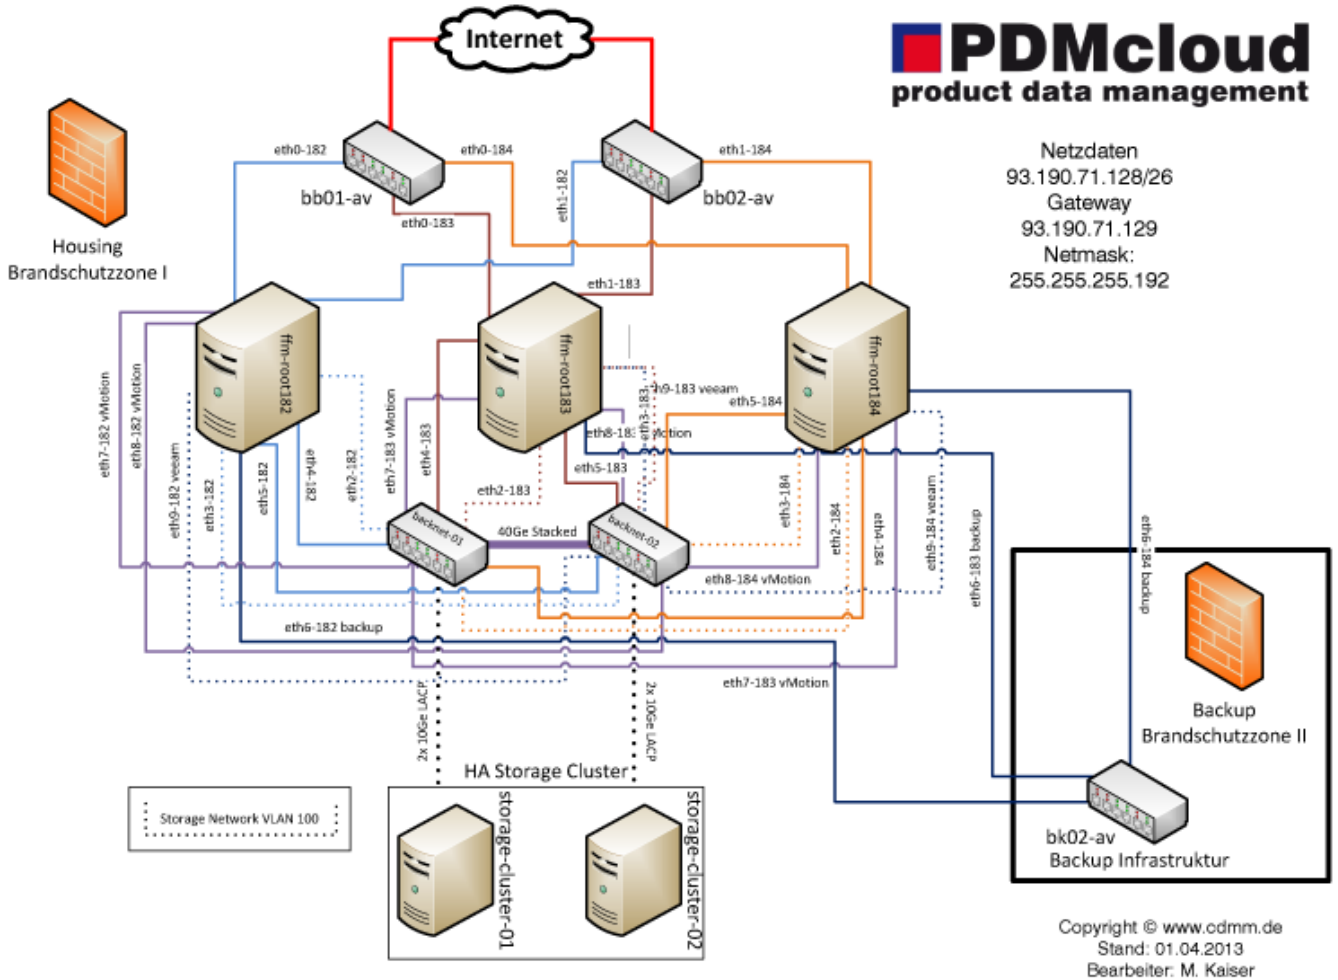 Internet
PDMcloud
product data management
Netzdaten
93.190.71.128/26
Gateway
93.190.71.129
Netmask:
255.255.255.192
Housing
Brandschutzzone I
eth0-182
eth0-184
eth1-182
eth1-184
bb01-av
bb02-av
eth0-183
eth1-183
ffm-root182
ffm-root183
ffm-root184
eth7-182 vMotion
eth8-182 vMotion
eth9-182 veeam
eth3-182
eth5-182
eth4-182
eth2-182
eth7-183 vMotion
eth4-183
eth2-183
eth5-183
eth3-183
h9-183 veeam
eth5-184
eth8-183 Motion
backnet-01
40Ge Stacked
backnet-02
eth3-184
eth2-184
eth4-184
eth9-184 veeam
eth6-183 backup
eth6-184 backup
eth8-184 vMotion
eth6-182 backup
eth7-183 vMotion
2x 10Ge LACP
2x 10Ge LACP
HA Storage Cluster
storage-cluster-01
storage-cluster-02
Storage Network VLAN 100
Backup
Brandschutzzone II
bk02-av
Backup Infrastruktur
Copyright © www.cdmm.de
Stand: 01.04.2013
Bearbeiter: M. Kaiser